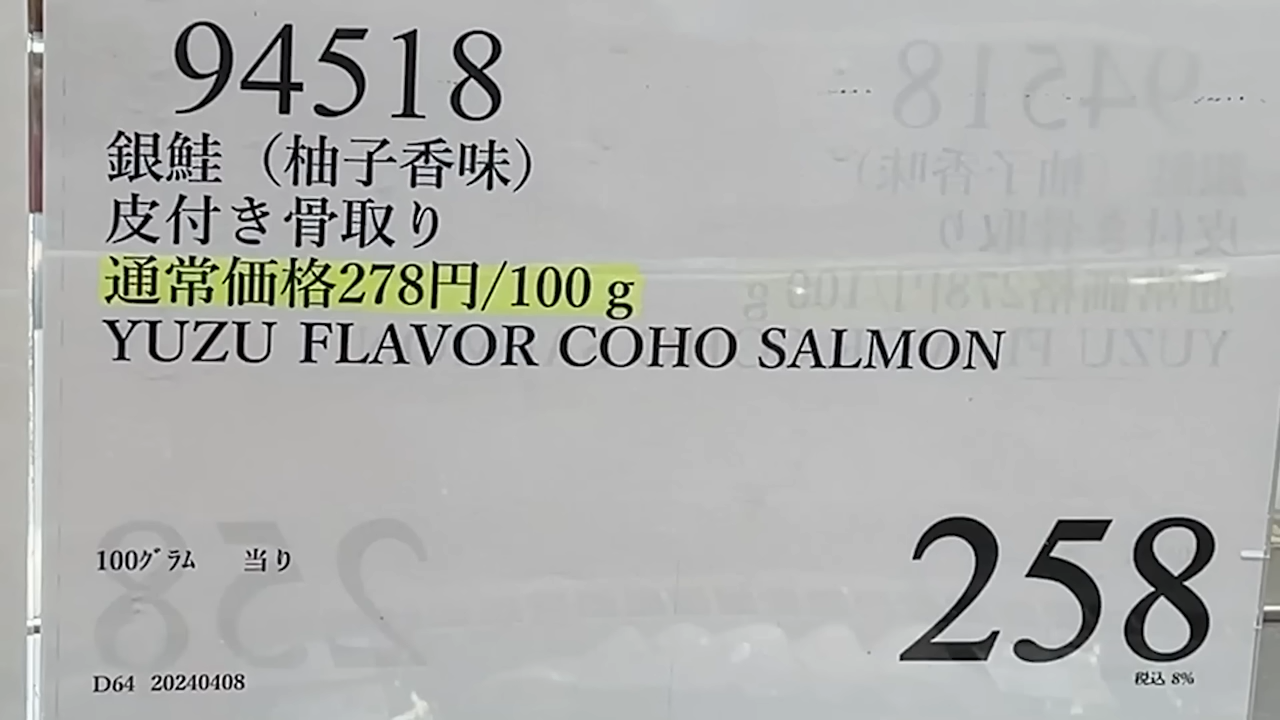 94518
銀鮭（柚子香味）
皮付き骨取り
通常価格278円/100 g
YUZU FLAVOR COHO SALMON
100ｸﾞﾗﾑ 当り
258
税込 8%
D64 20240408